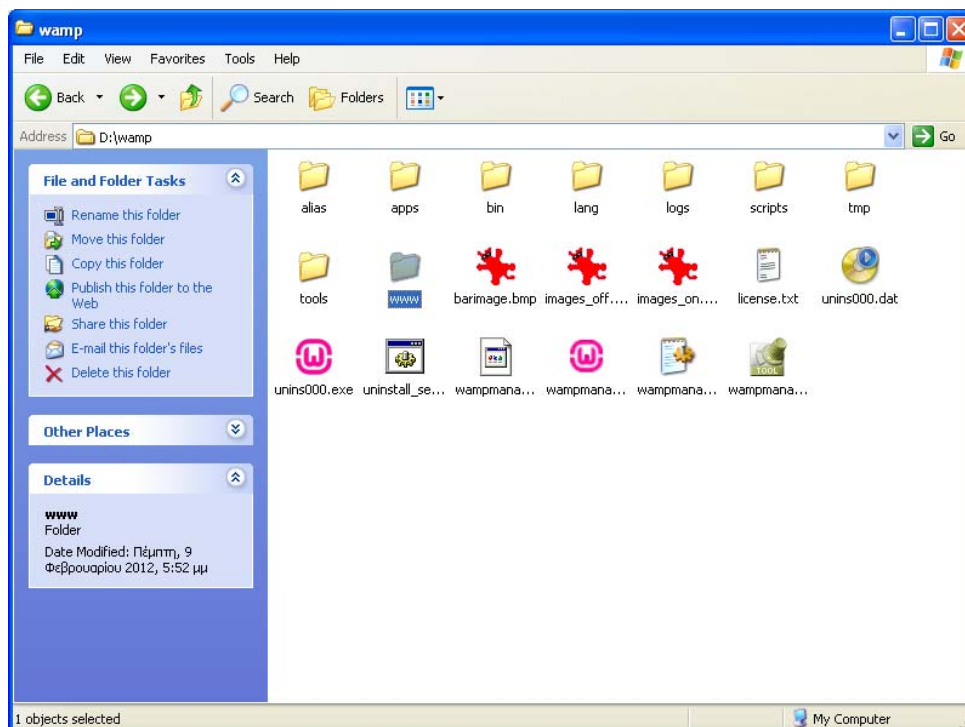 wamp
File Edit View Favorites Tools Help
Back Search Folders
Address D:\wamp Go
File and Folder Tasks
Rename this folder
Move this folder
Copy this folder
Publish this folder to the
Web
Share this folder
E-mail this folder's files
Delete this folder
Other Places
Details
www
Folder
Date Modified: Πέμπτη, 9
Φεβρουαρίου 2012, 5:52 μμ
alias apps bin lang logs scripts tmp
tools www barimage.bmp images_off.... images_on.... license.txt unins000.dat
unins000.exe uninstall_se... wampmana... wampmana... wampmana... wampmana...
TOOL
1 objects selected My Computer